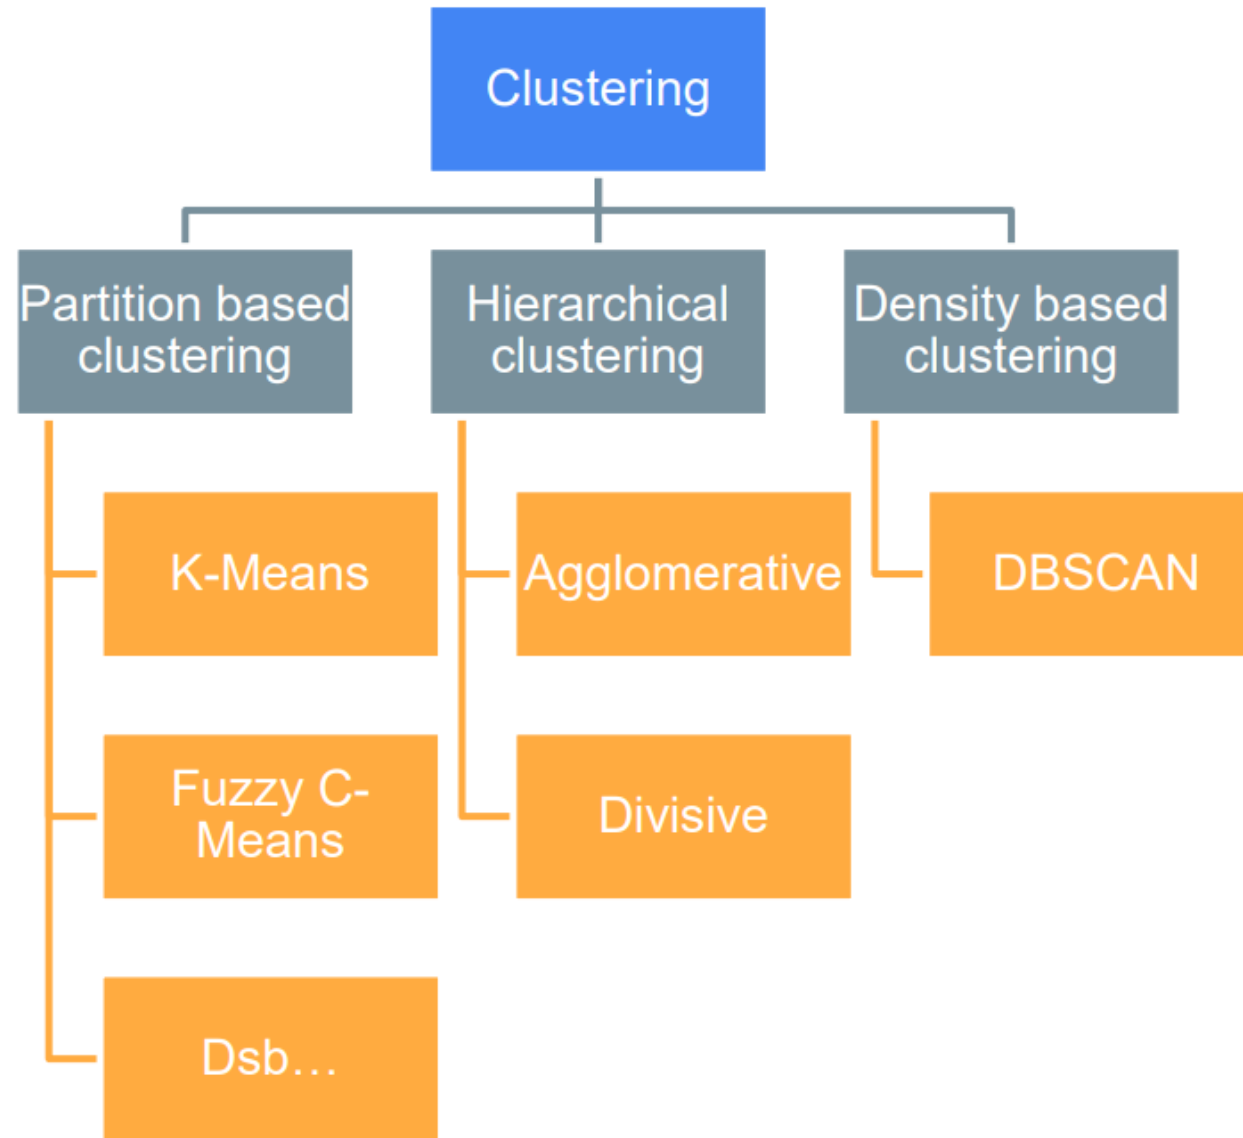 Clustering
Partition based
clustering
Hierarchical
clustering
Density based
clustering
K-Means
Agglomerative
DBSCAN
Fuzzy C-
Means
Divisive
Dsb…